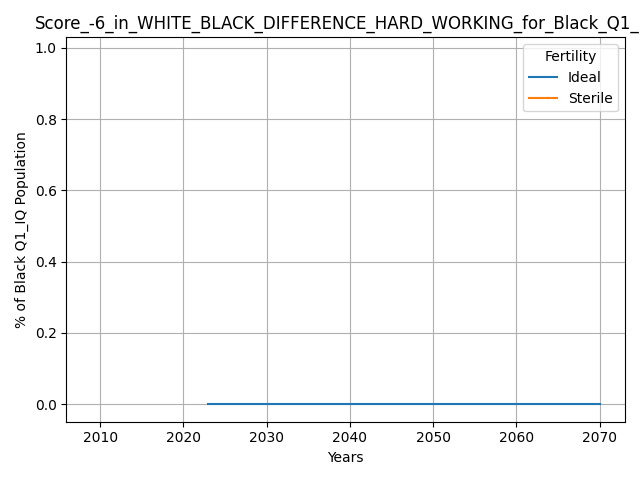 Score_-6_in_WHITE_BLACK_DIFFERENCE_HARD_WORKING_for_Black_Q1_
Fertility
Ideal
Sterile
1.0
0.8
0.6
0.4
0.2
0.0
% of Black Q1_IQ Population
2010 2020 2030 2040 2050 2060 2070
Years